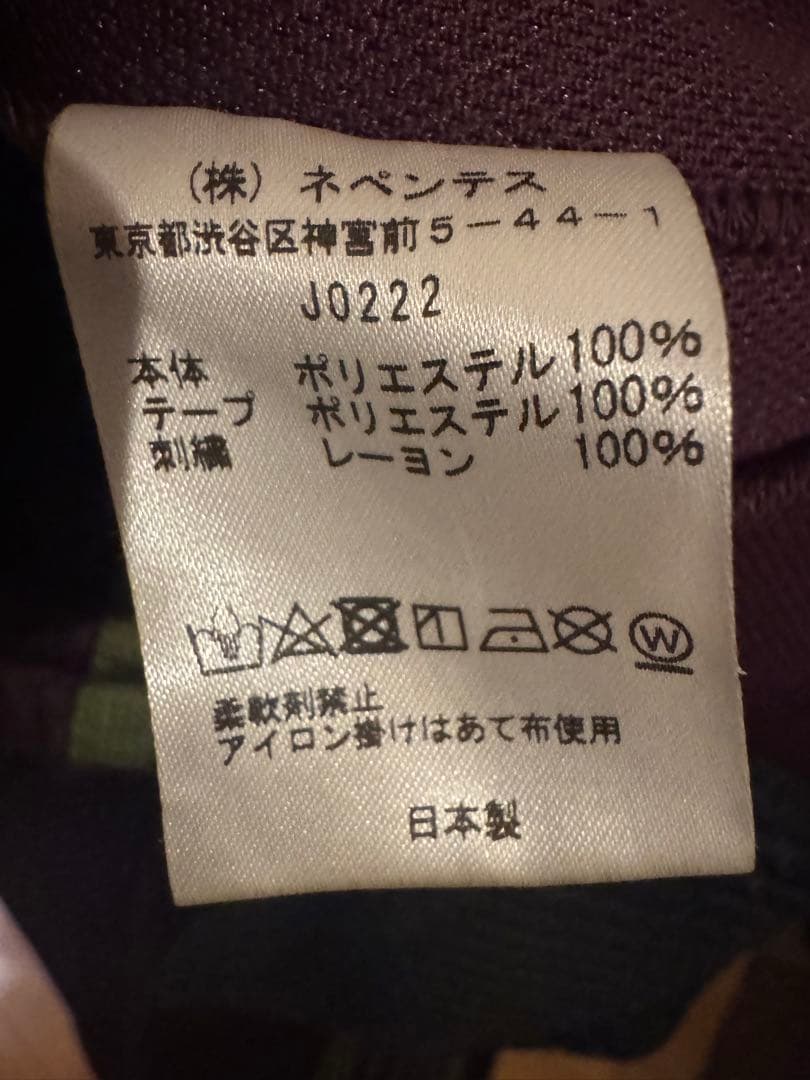 (株) ネペンテス
東京都渋谷区神宮前5-44-1
J0222
本体 ポリエステル100%
テープ ポリエステル100%
刺繍 レーヨン 100%
W
柔軟剤禁止
アイロン掛けはあて布使用
日本製